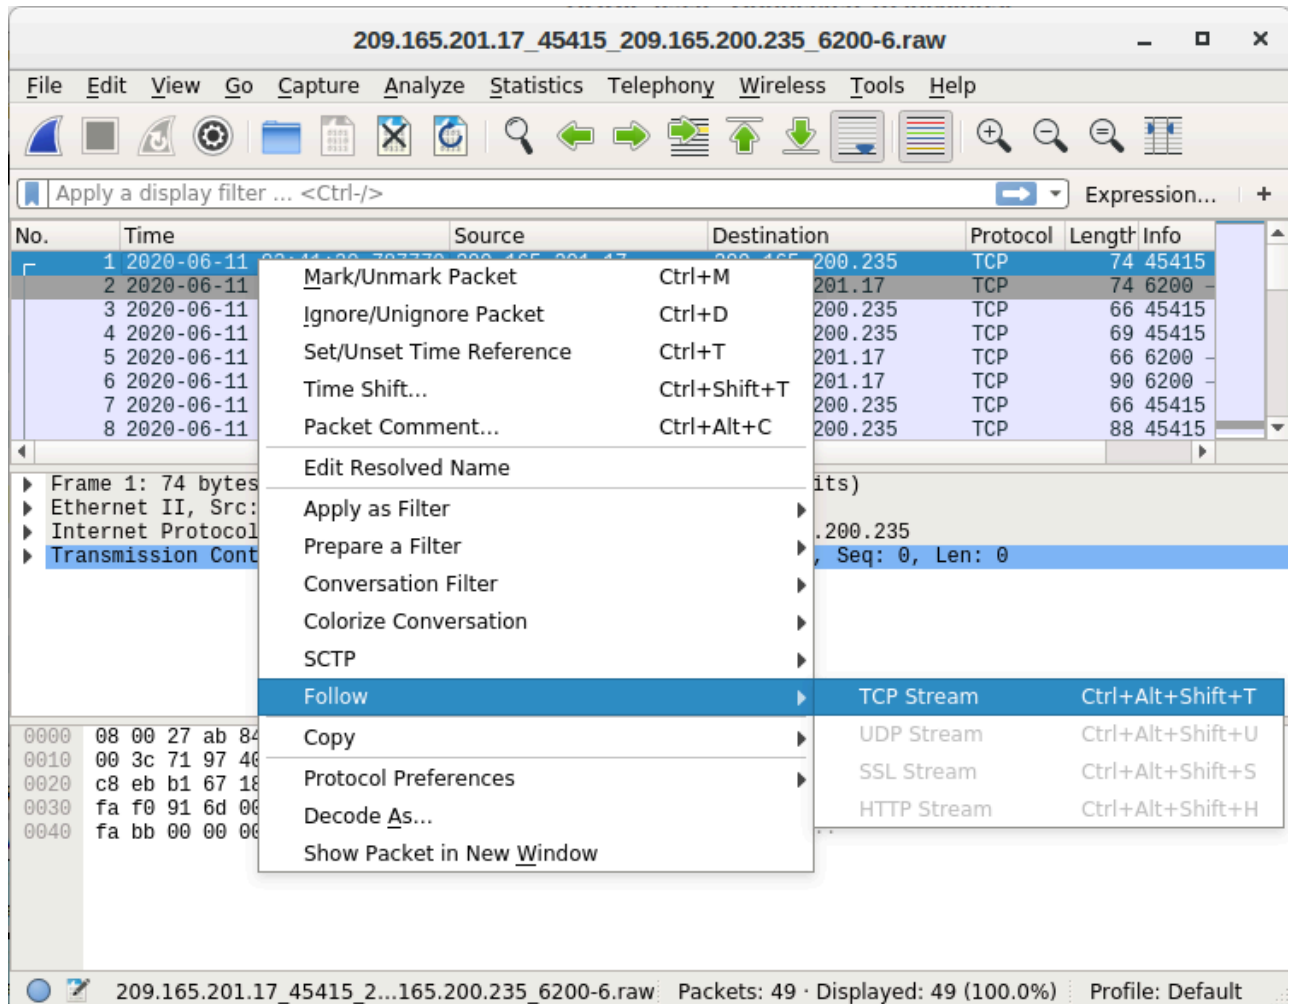 209.165.201.17_45415_209.165.200.235_6200-6.raw
File Edit View Go Capture Analyze Statistics Telephony Wireless Tools Help
Apply a display filter ... <Ctrl-/> Expression... +
No. Time Source Destination Protocol Length Info
1 2020-06-11 200.235 TCP 74 45415
2 2020-06-11 201.17 TCP 74 6200
3 2020-06-11 200.235 TCP 66 45415
4 2020-06-11 200.235 TCP 69 45415
5 2020-06-11 201.17 TCP 66 6200
6 2020-06-11 201.17 TCP 90 6200
7 2020-06-11 200.235 TCP 66 45415
8 2020-06-11 200.235 TCP 88 45415
Mark/Unmark Packet Ctrl+M
Ignore/Unignore Packet Ctrl+D
Set/Unset Time Reference Ctrl+T
Time Shift... Ctrl+Shift+T
Packet Comment... Ctrl+Alt+C
Edit Resolved Name
Apply as Filter
Prepare a Filter
Conversation Filter
Colorize Conversation
SCTP
Follow
Copy
Protocol Preferences
Decode As...
Show Packet in New Window
TCP Stream Ctrl+Alt+Shift+T
UDP Stream Ctrl+Alt+Shift+U
SSL Stream Ctrl+Alt+Shift+S
HTTP Stream Ctrl+Alt+Shift+H
Frame 1: 74 bytes its)
Ethernet II, Src:
Internet Protocol .200.235
Transmission Cont , Seq: 0, Len: 0
0000 08 00 27 ab 84
0010 00 3c 71 97 40
0020 c8 eb b1 67 18
0030 fa f0 91 6d 00
0040 fa bb 00 00 00
209.165.201.17_45415_2...165.200.235_6200-6.raw Packets: 49 · Displayed: 49 (100.0%) Profile: Default